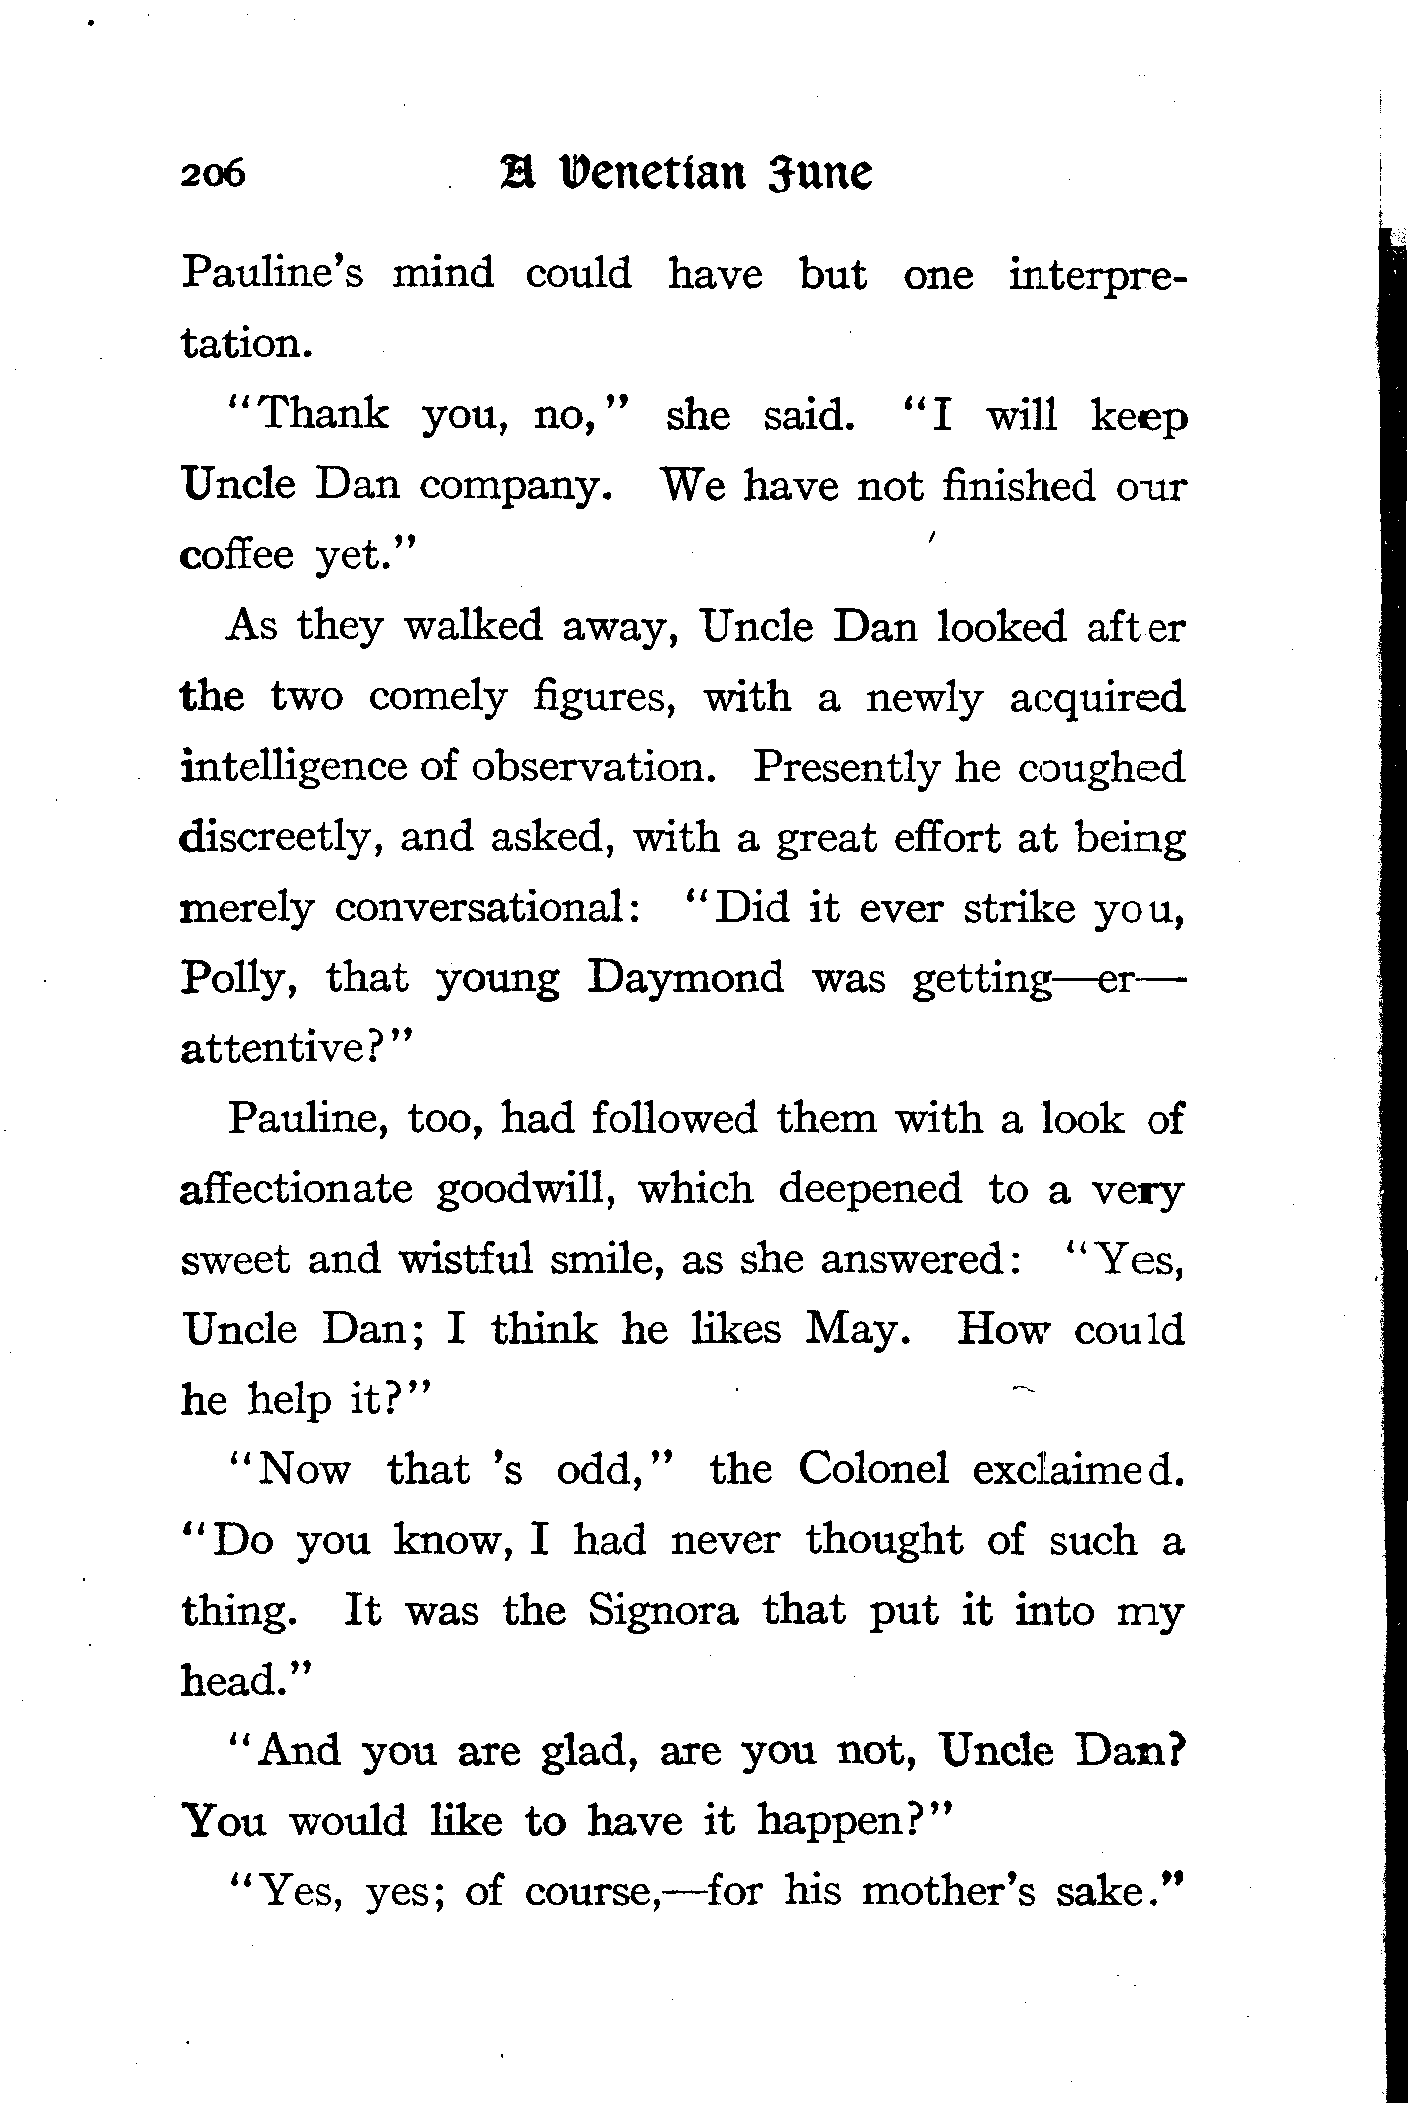 206 A Venetian June
Pauline's mind could have but one interpre-
tation.
"Thank you, no," she said. "I will keep
Uncle Dan company. We have not finished our
coffee yet."
As they walked away, Uncle Dan looked after
the two comely figures, with a newly acquired
intelligence of observation. Presently he coughed
discreetly, and asked, with a great effort at being
merely conversational: "Did it ever strike you,
Polly, that young Daymond was getting—er—
attentive?"
Pauline, too, had followed them with a look of
affectionate goodwill, which deepened to a very
sweet and wistful smile, as she answered: "Yes,
Uncle Dan; I think he likes May. How could
he help it?"
"Now that 's odd," the Colonel exclaimed.
"Do you know, I had never thought of such a
thing. It was the Signora that put it into my
head."
"And you are glad, are you not, Uncle Dan?
You would like to have it happen?"
"Yes, yes; of course,—for his mother's sake."